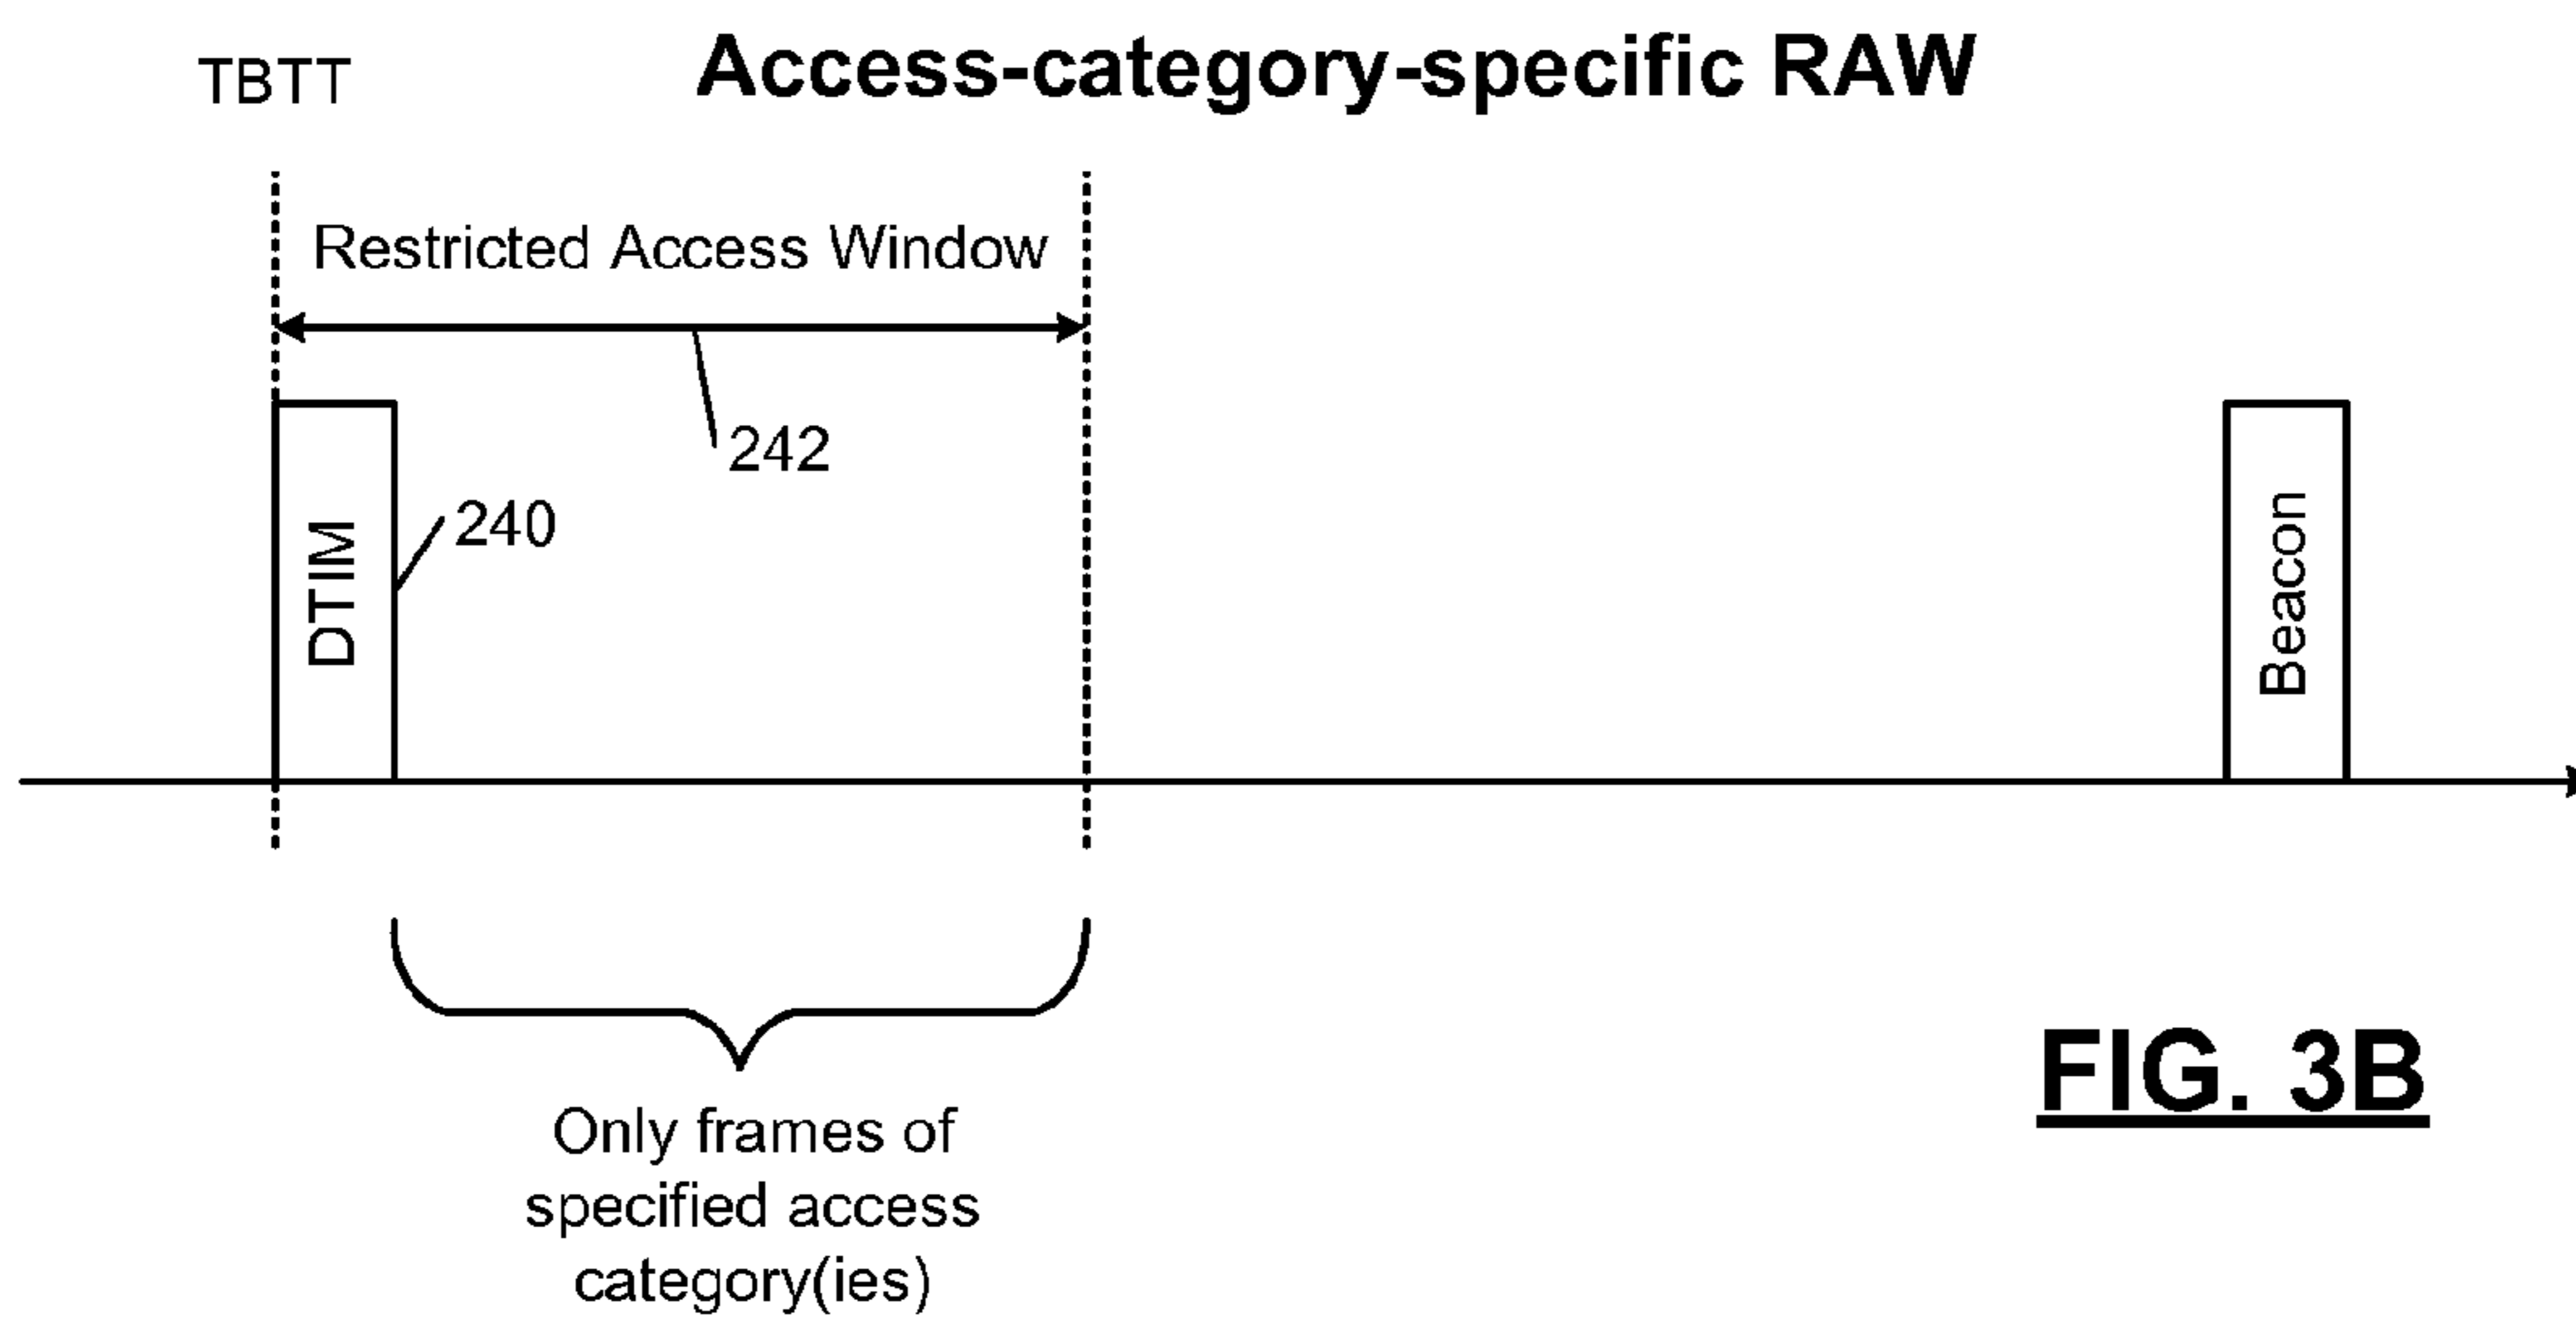 TBTT
Access-category-specific RAW
Restricted Access Window
242
240
DTIM
Beacon
Only frames of
specified access
category(ies)
FIG. 3B